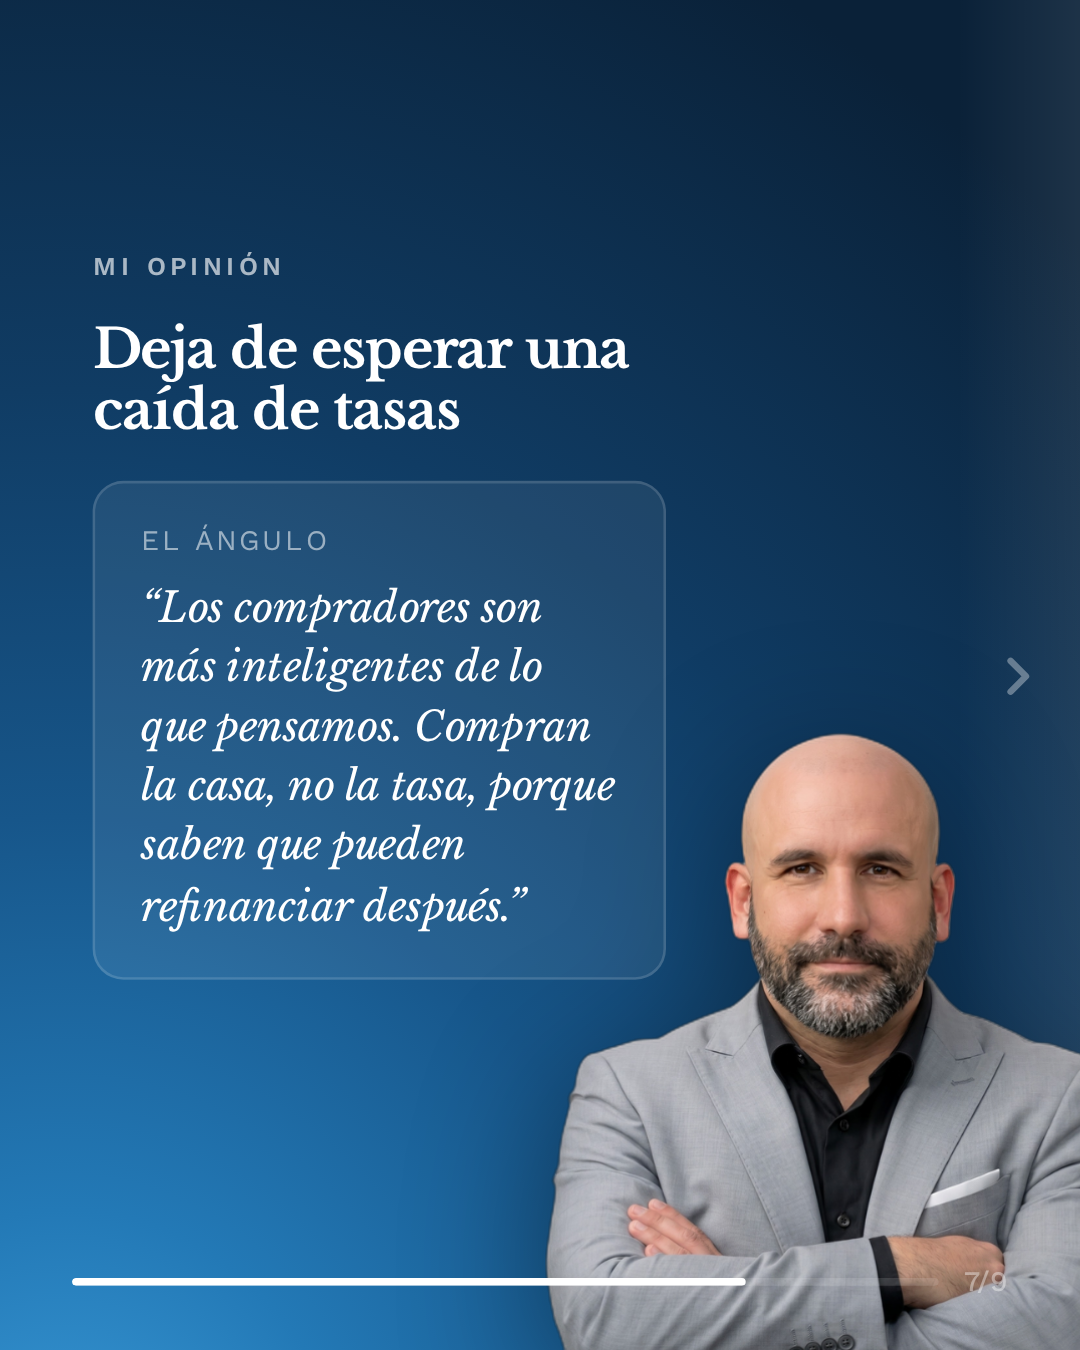 MI OPINIÓN
Deja de esperar una
caída de tasas
EL ÁNGULO
“Los compradores son
más inteligentes de lo
que pensamos. Compran
la casa, no la tasa, porque
saben que pueden
refinanciar después.”
7/9